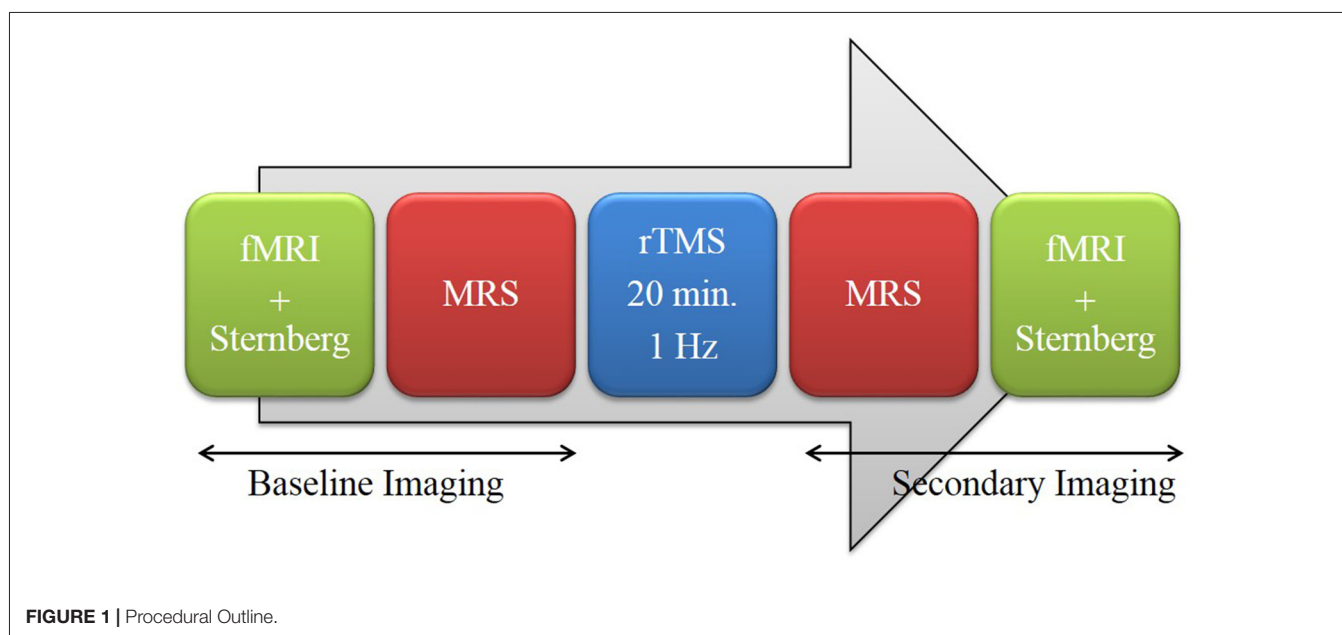 fMRI
+
Sternberg
MRS
rTMS
20 min.
1 Hz
MRS
fMRI
+
Sternberg
Baseline Imaging
Secondary Imaging
FIGURE 1 | Procedural Outline.